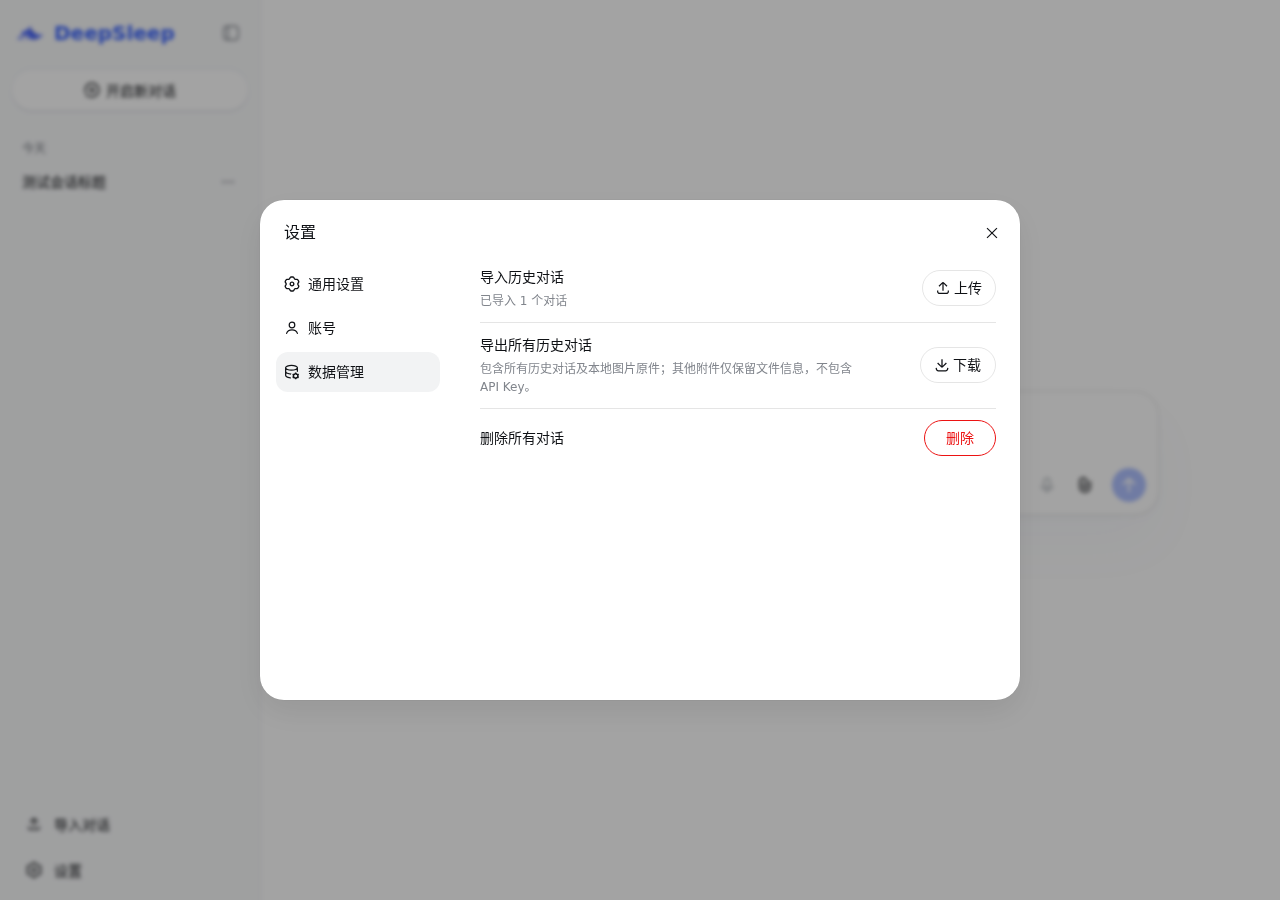 DeepSleep
开启新对话
今天
测试会话标题
设置
通用设置
账号
数据管理
导入历史对话
已导入 1 个对话
上传
导出所有历史对话
包含所有历史对话及本地图片原件；其他附件仅保留文件信息，不包含
API Key。
下载
删除所有对话
删除
导入对话
设置